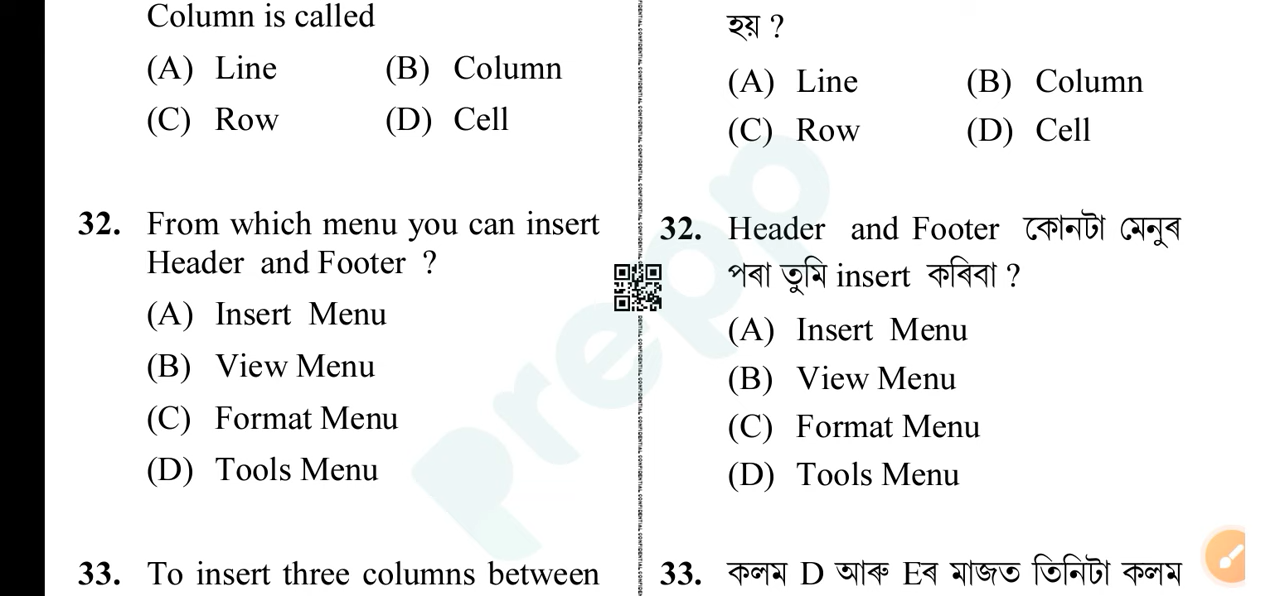 Column is called
(A) Line (B) Column
(C) Row (D) Cell
32. From which menu you can insert
Header and Footer ?
(A) Insert Menu
(B) View Menu
(C) Format Menu
(D) Tools Menu
33. To insert three columns between
হয় ?
(A) Line (B) Column
(C) Row (D) Cell
32. Header and Footer কোনটা মেনুৰ
পৰা তুমি insert কৰিবা ?
(A) Insert Menu
(B) View Menu
(C) Format Menu
(D) Tools Menu
33. কলম D আৰু Eৰ মাজত তিনিটা কলম
prepp